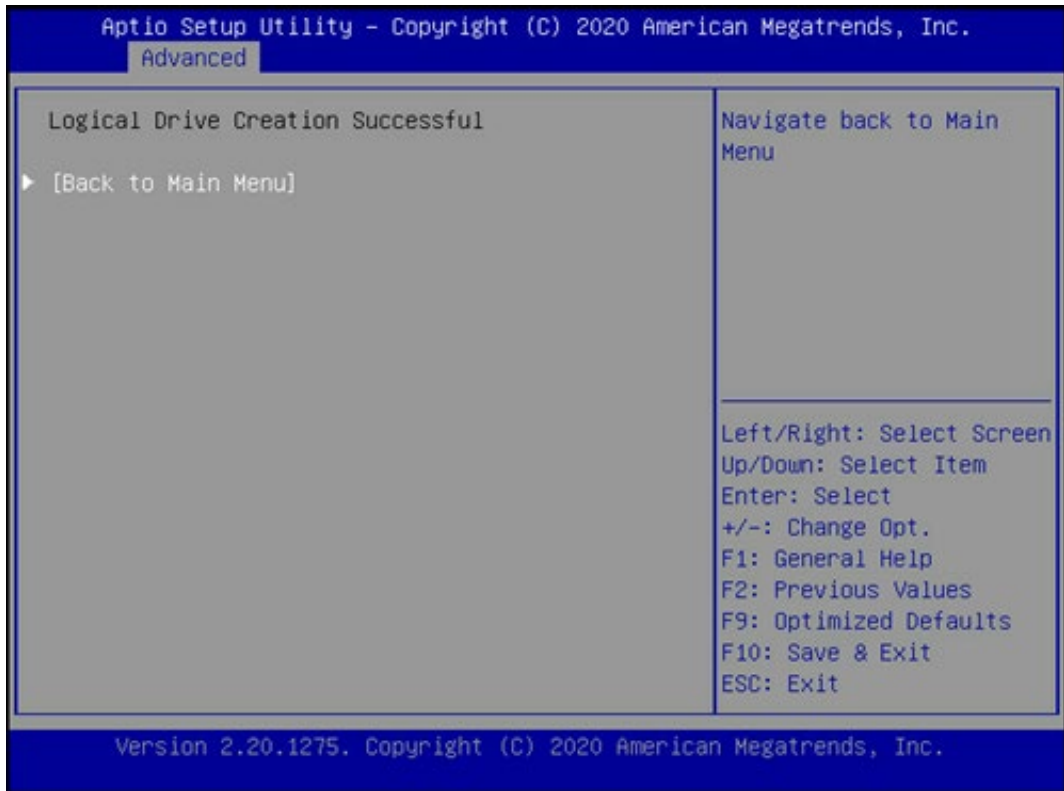 Aptio Setup Utility – Copyright (C) 2020 American Megatrends, Inc.
Advanced
Logical Drive Creation Successful
[Back to Main Menu]
Navigate back to Main
Menu
Left/Right: Select Screen
Up/Down: Select Item
Enter: Select
+/-: Change Opt.
F1: General Help
F2: Previous Values
F9: Optimized Defaults
F10: Save & Exit
ESC: Exit
Version 2.20.1275. Copyright (C) 2020 American Megatrends, Inc.